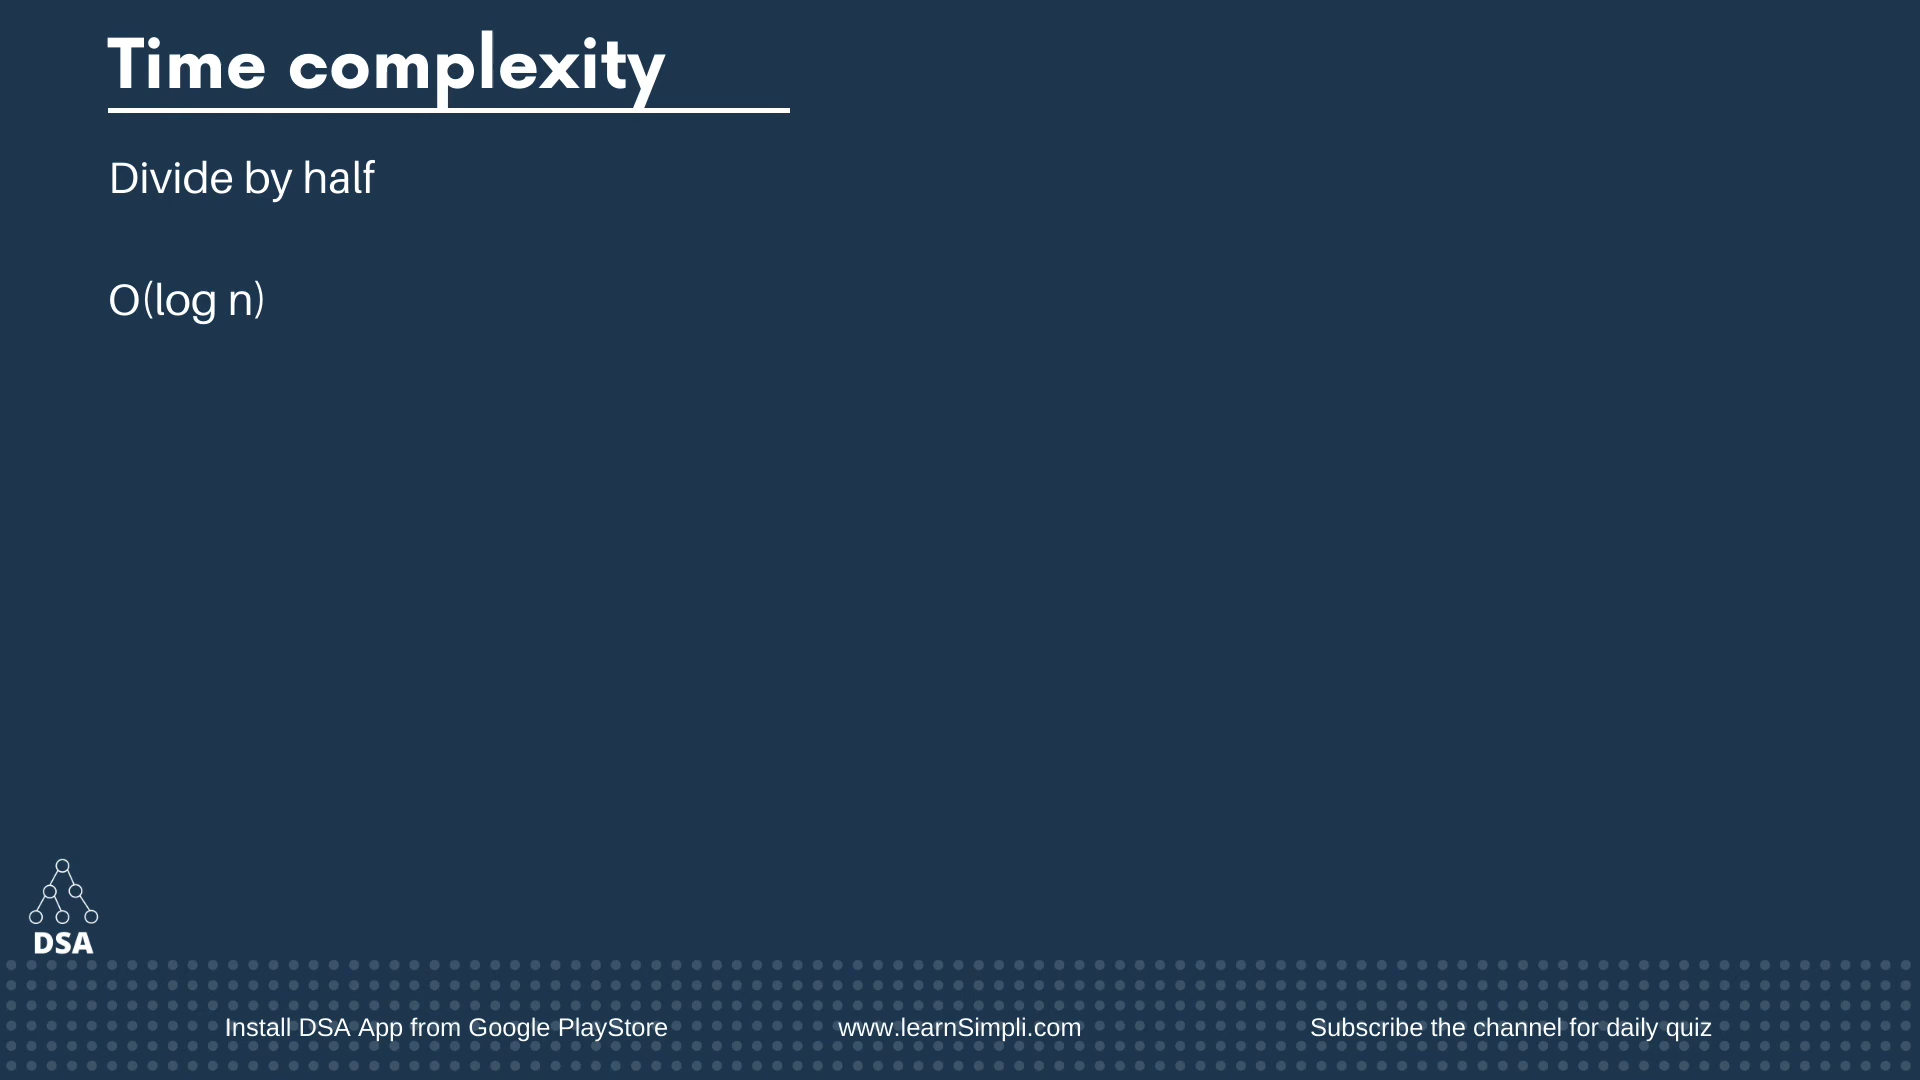 Time complexity
Divide by half
O(log n)
DSA
Install DSA App from Google PlayStore
www.learnSimpli.com
Subscribe the channel for daily quiz